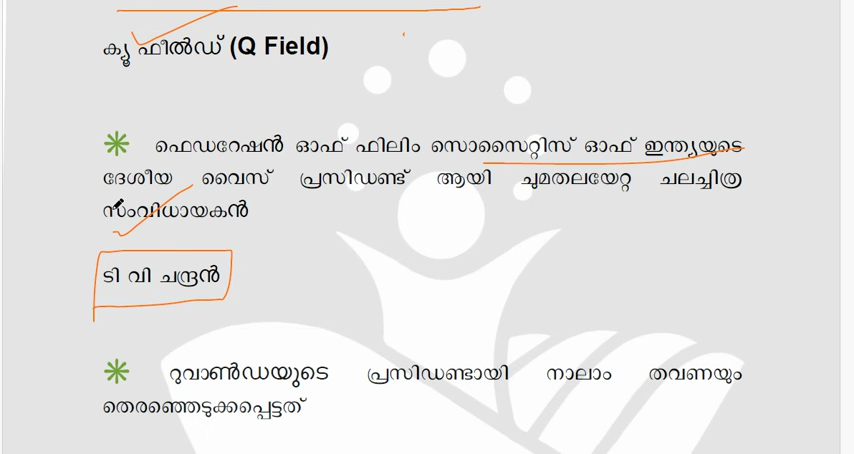 ക്യൂ ഫീൽഡ് (Q Field)
ഫെഡറേഷൻ ഓഫ് ഫിലിം സൊസൈറ്റിസ് ഓഫ് ഇന്ത്യയുടെ
ദേശീയ വൈസ് പ്രസിഡണ്ട് ആയി ചുമതലയേറ്റ ചലച്ചിത്ര
സംവിധായകൻ
ടി വി ചന്ദ്രൻ
റുവാൺഡയുടെ പ്രസിഡണ്ടായി നാലാം തവണയും
തെരഞ്ഞെടുക്കപ്പെട്ടത്